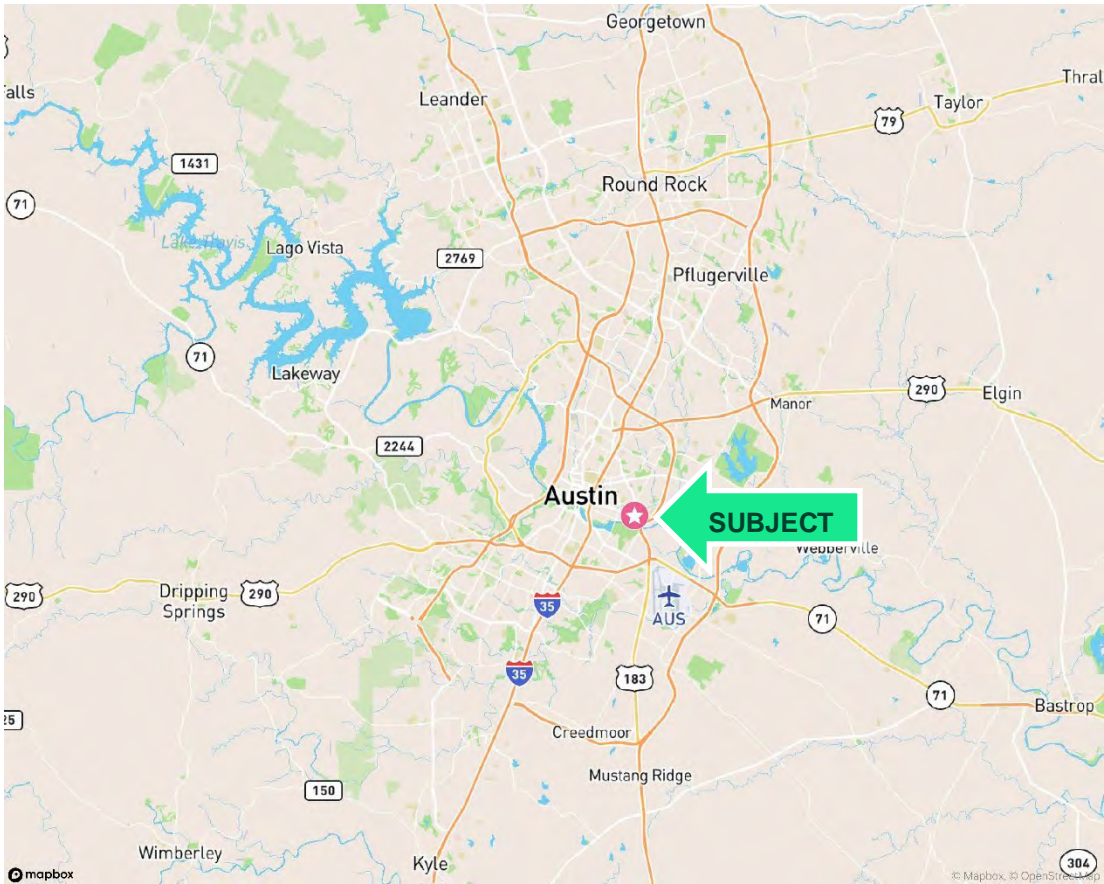 Georgetown
alls
Leander
Thral
Taylor
79
1431
Round Rock
71
Lake Travis
Lago Vista
2769
Pflugerville
71
Lakeway
290
Elgin
Manor
2244
Austin
SUBJECT
Webberville
290
Dripping
Springs
290
35
AUS
71
35
183
71
Bastrop
25
Creedmoor
Mustang Ridge
150
Wimberley
Kyle
304
mapbox
© Mapbox, © OpenStreetMap